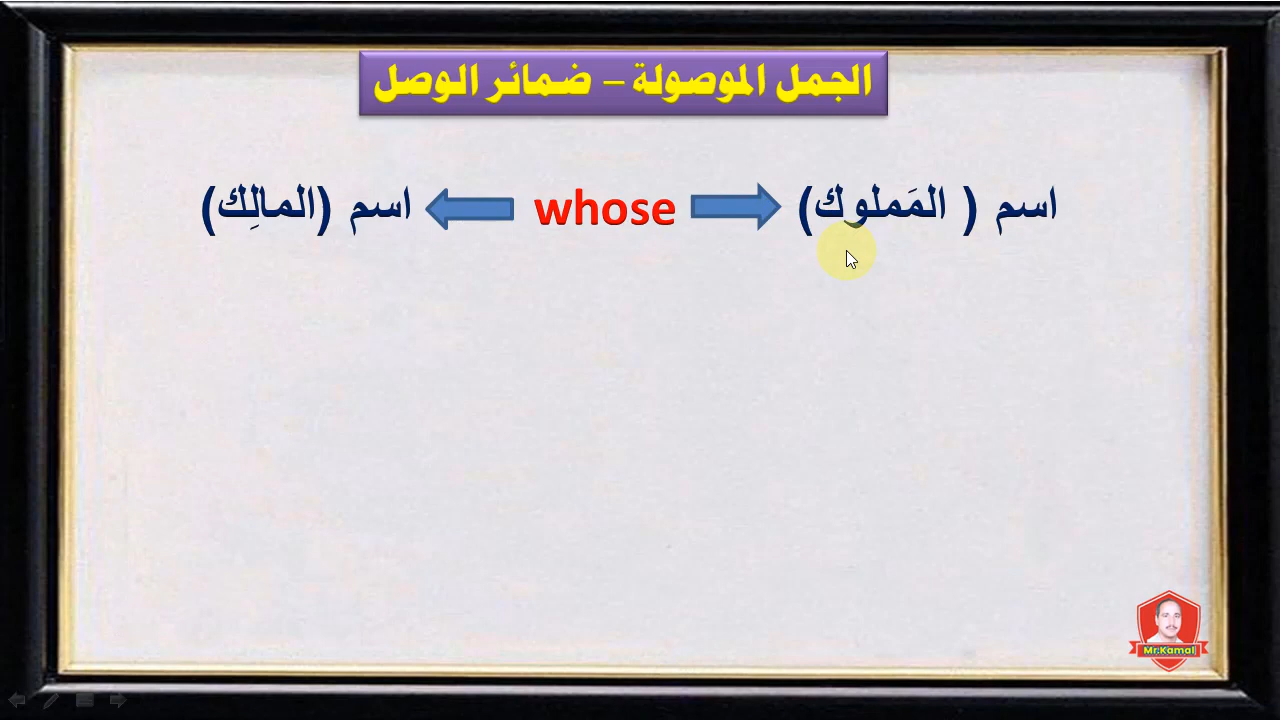 الجمل الموصولة – ضمائر الوصل
اسم (المالِك) whose اسم ( المَملوك)
Mr.Kamal